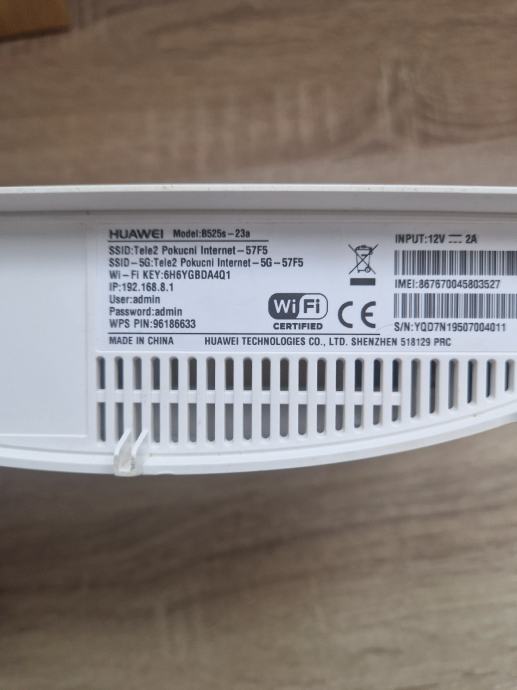 HUAWEI Model:B525s-23a
SSID:Tele2 Pokucni Internet-57F5
SSID-5G:Tele2 Pokucni Internet-5G-57F5
Wi-Fi KEY:6H6YGBDA4Q1
IP:192.168.8.1
User:admin
Password:admin
WPS PIN:96186633
MADE IN CHINA HUAWEI TECHNOLOGIES CO., LTD. SHENZHEN 518129 PRC
WiFi
CERTIFIED
CE
INPUT:12V ⎓ 2A
IMEI:867670045803527
S/N:YQD7N19507004011